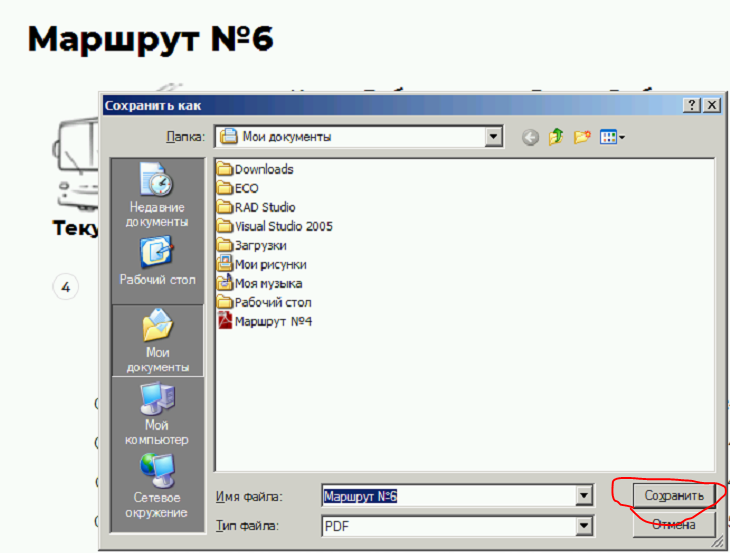 Маршрут №6
Сохранить как
Папка:
Мои документы
Недавние
документы
Рабочий стол
Мои
документы
Мой
компьютер
Сетевое
окружение
Downloads
ECO
RAD Studio
Visual Studio 2005
Загрузки
Мои рисунки
Моя музыка
Рабочий стол
Маршрут №4
Теку
4
Имя файла:
Маршрут №6
Сохранить
Тип файла:
PDF
Отмена